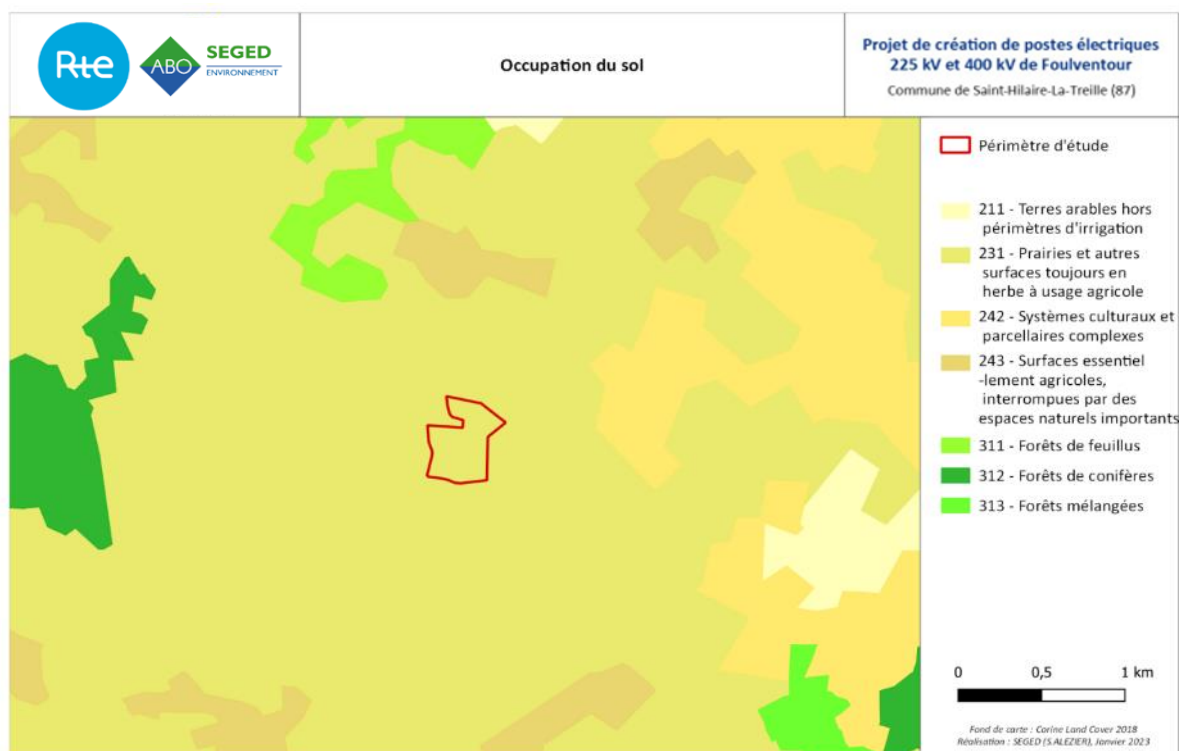 Rte
ABO
SEGED
ENVIRONNEMENT
Occupation du sol
Projet de création de postes électriques
225 kV et 400 kV de Foulventour
Commune de Saint-Hilaire-La-Treille (87)
Périmètre d'étude
211 - Terres arables hors
périmètres d'irrigation
231 - Prairies et autres
surfaces toujours en
herbe à usage agricole
242 - Systèmes culturaux et
parcellaires complexes
243 - Surfaces essentiel
-lement agricoles,
interrompues par des
espaces naturels importants
311 - Forêts de feuillus
312 - Forêts de conifères
313 - Forêts mélangées
0 0,5 1 km
Fond de carte : Corine Land Cover 2018
Réalisation : SEGED (S.ALEZIER), Janvier 2023